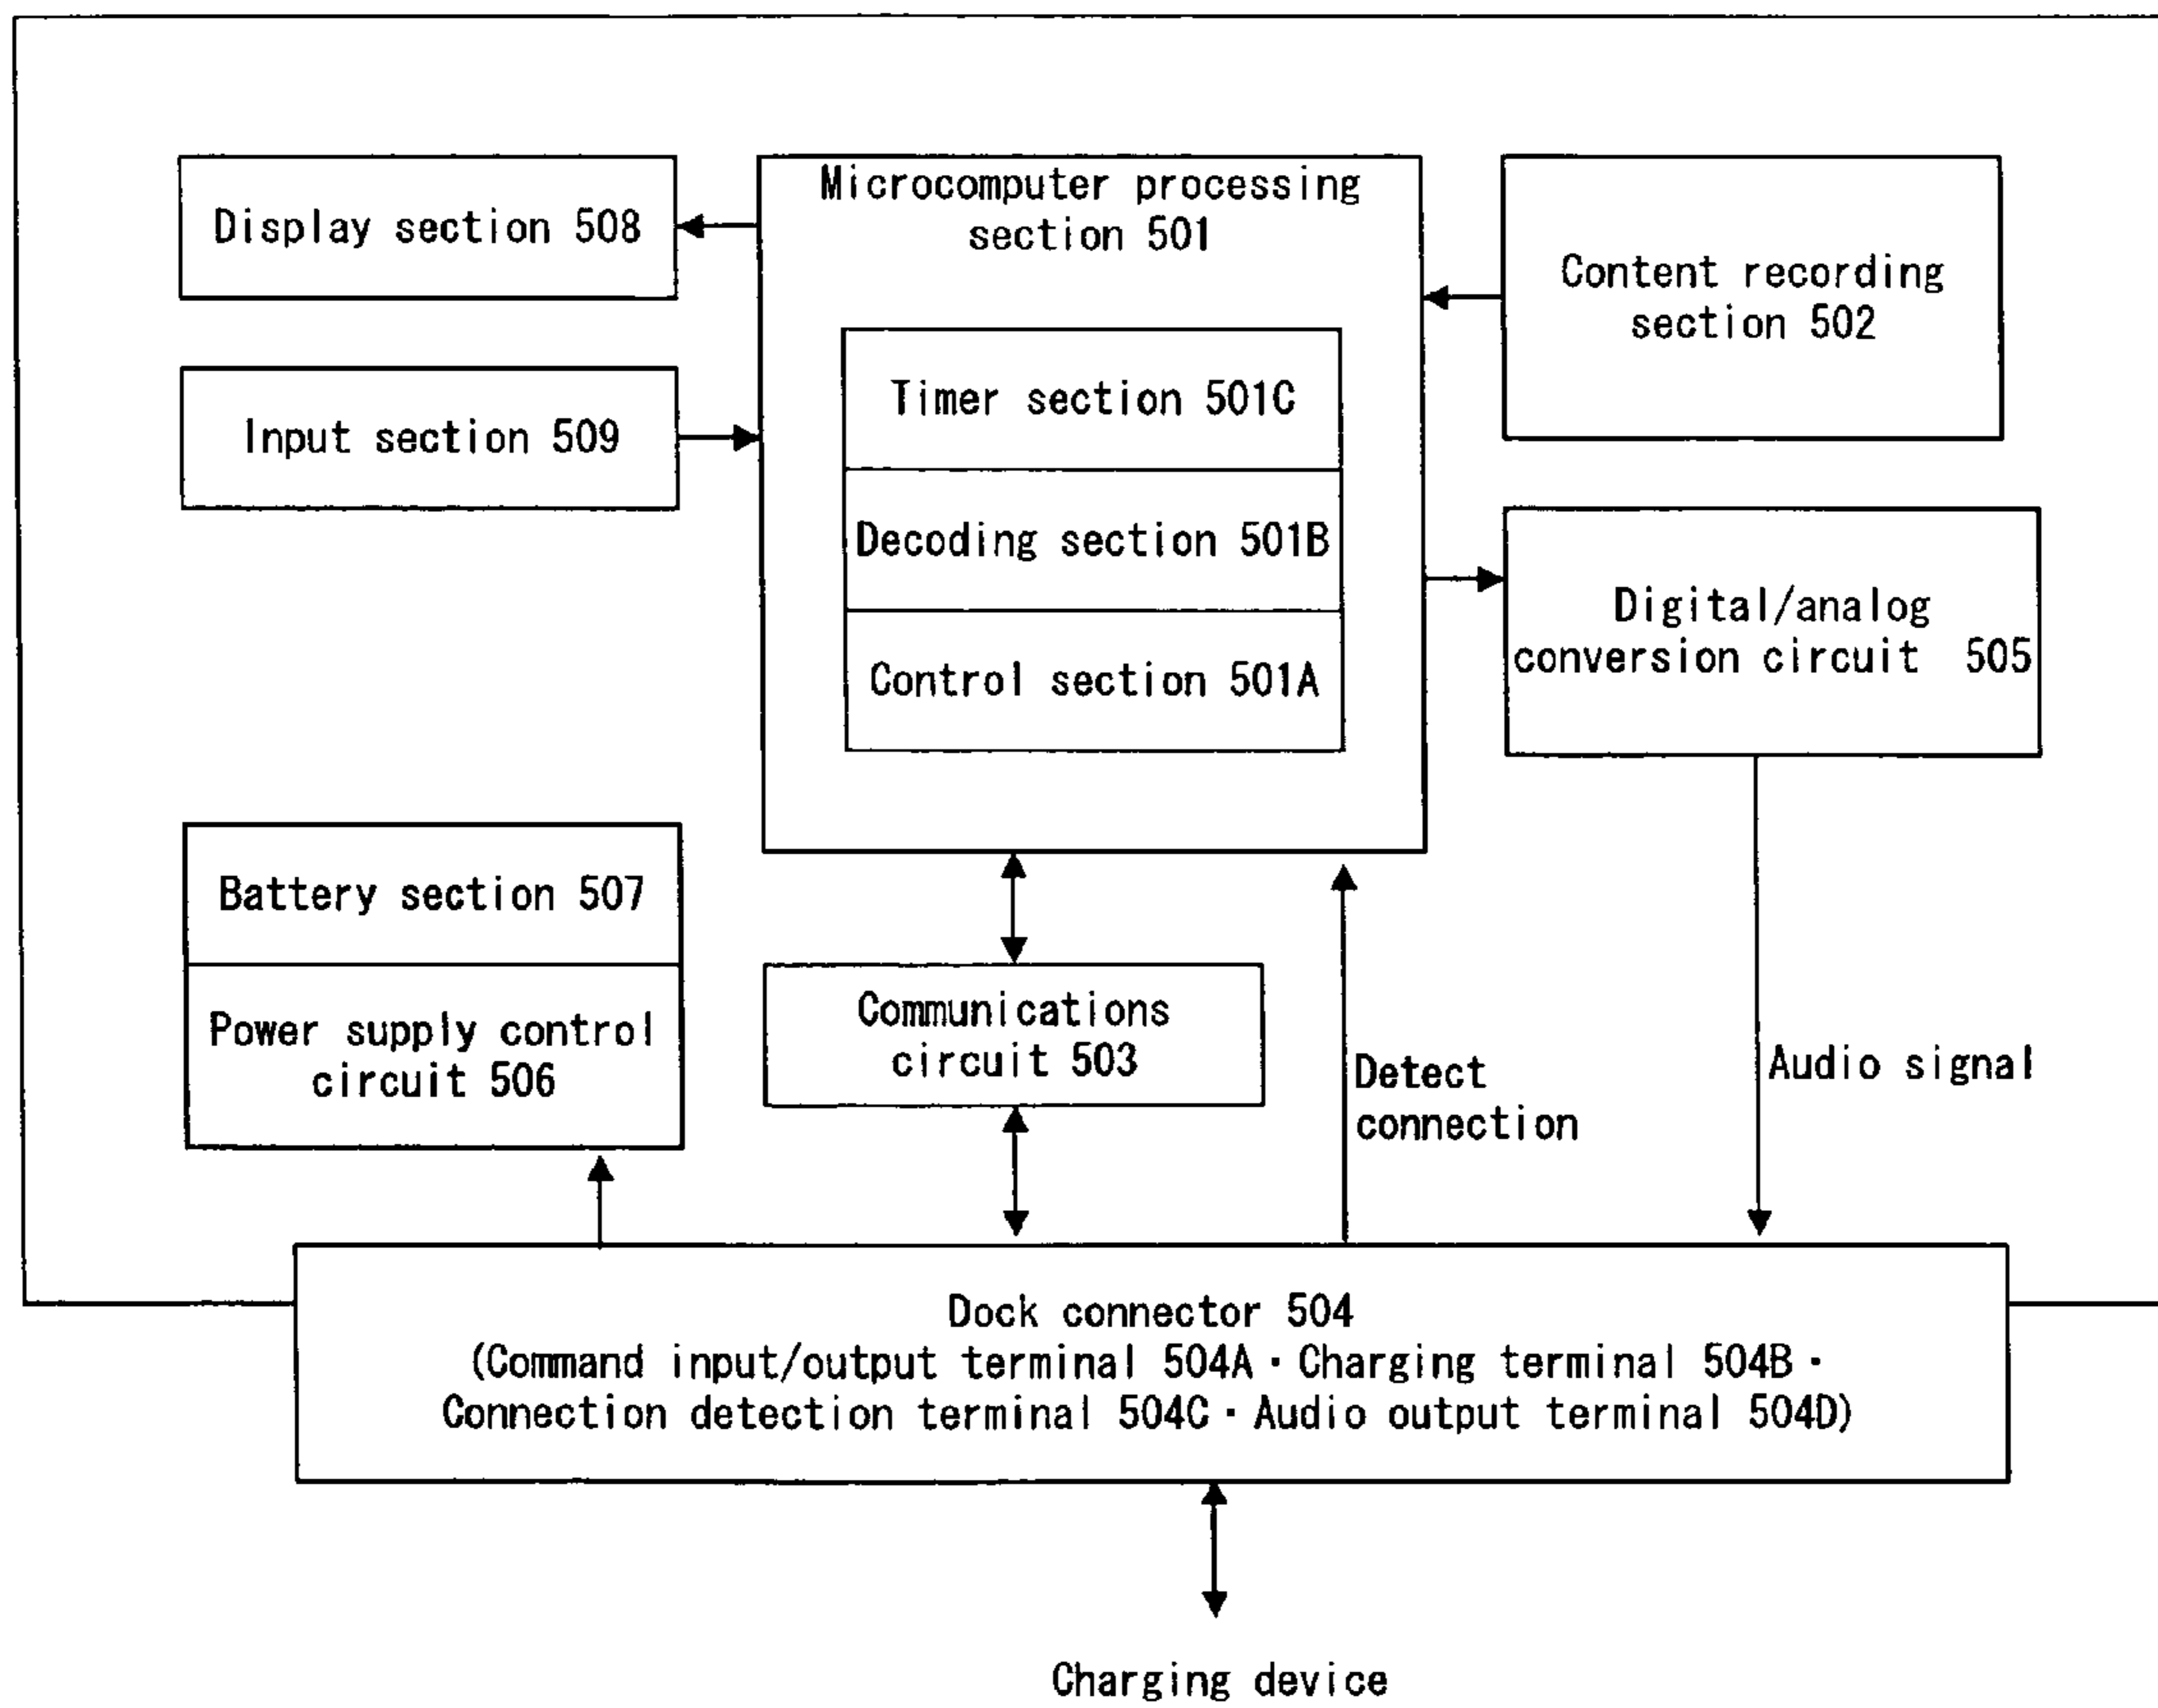 Display section 508
Input section 509
Microcomputer processing
section 501
Timer section 501C
Decoding section 501B
Control section 501A
Content recording
section 502
Digital/analog
conversion circuit 505
Battery section 507
Power supply control
circuit 506
Communications
circuit 503
Detect
connection
Audio signal
Dock connector 504
(Command input/output terminal 504A・Charging terminal 504B・
Connection detection terminal 504C・Audio output terminal 504D)
Charging device